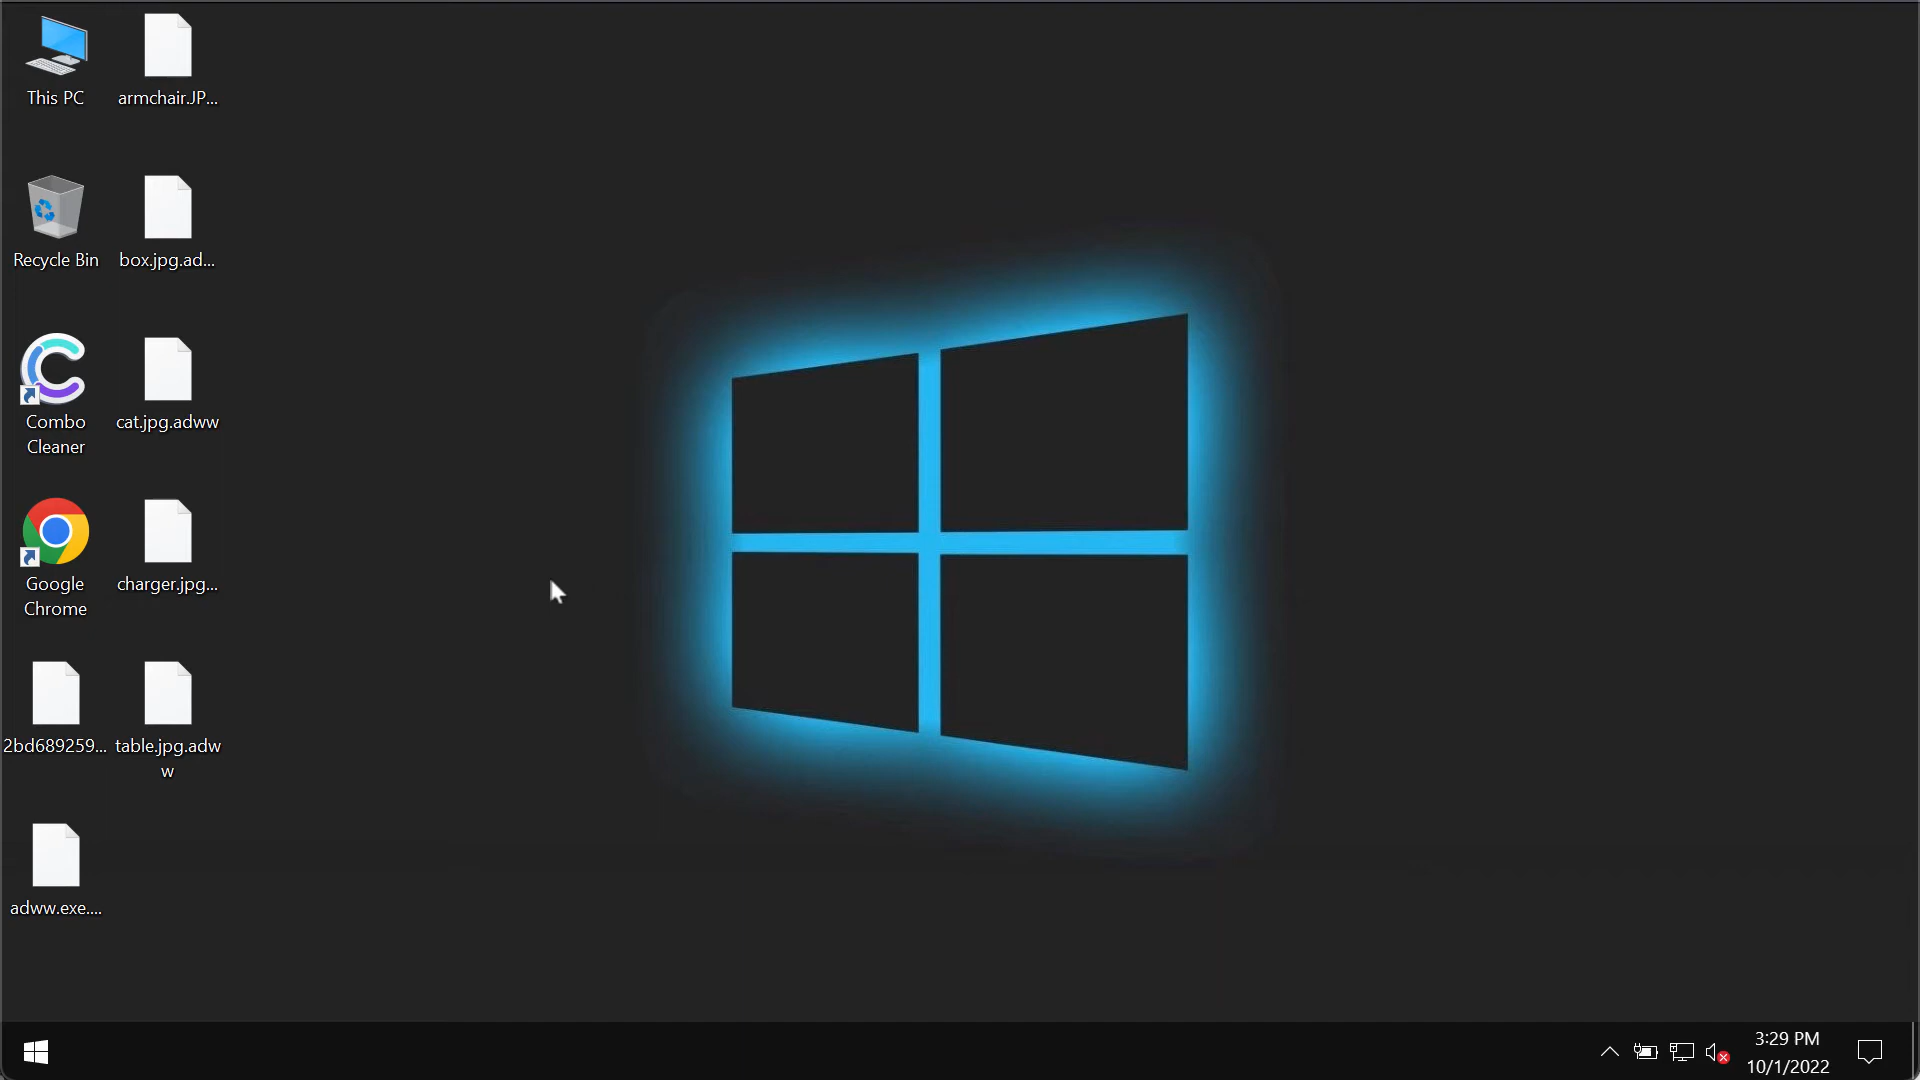 This PC
armchair.JP...
Recycle Bin
box.jpg.ad...
Combo
Cleaner
cat.jpg.adww
Google
Chrome
charger.jpg...
2bd689259...
table.jpg.adw
w
adww.exe....
3:29 PM
10/1/2022